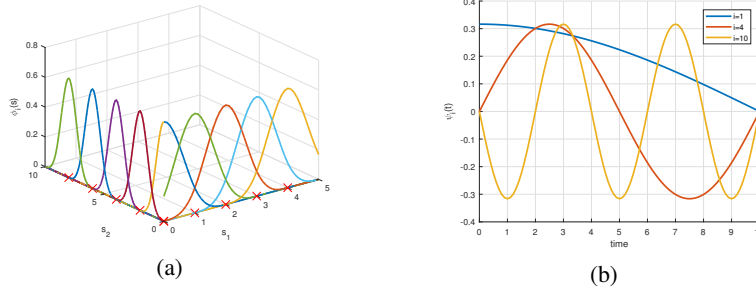 0.8
0.6
0.4
0.2
0
10
5
0
0
1
2
3
4
5
ϕᵢ(s)
s₂
s₁
(a)
0.4
0.3
0.2
0.1
0
-0.1
-0.2
-0.3
-0.4
ψᵢ(t)
i=1
i=4
i=10
0 1 2 3 4 5 6 7 8 9
time
(b)